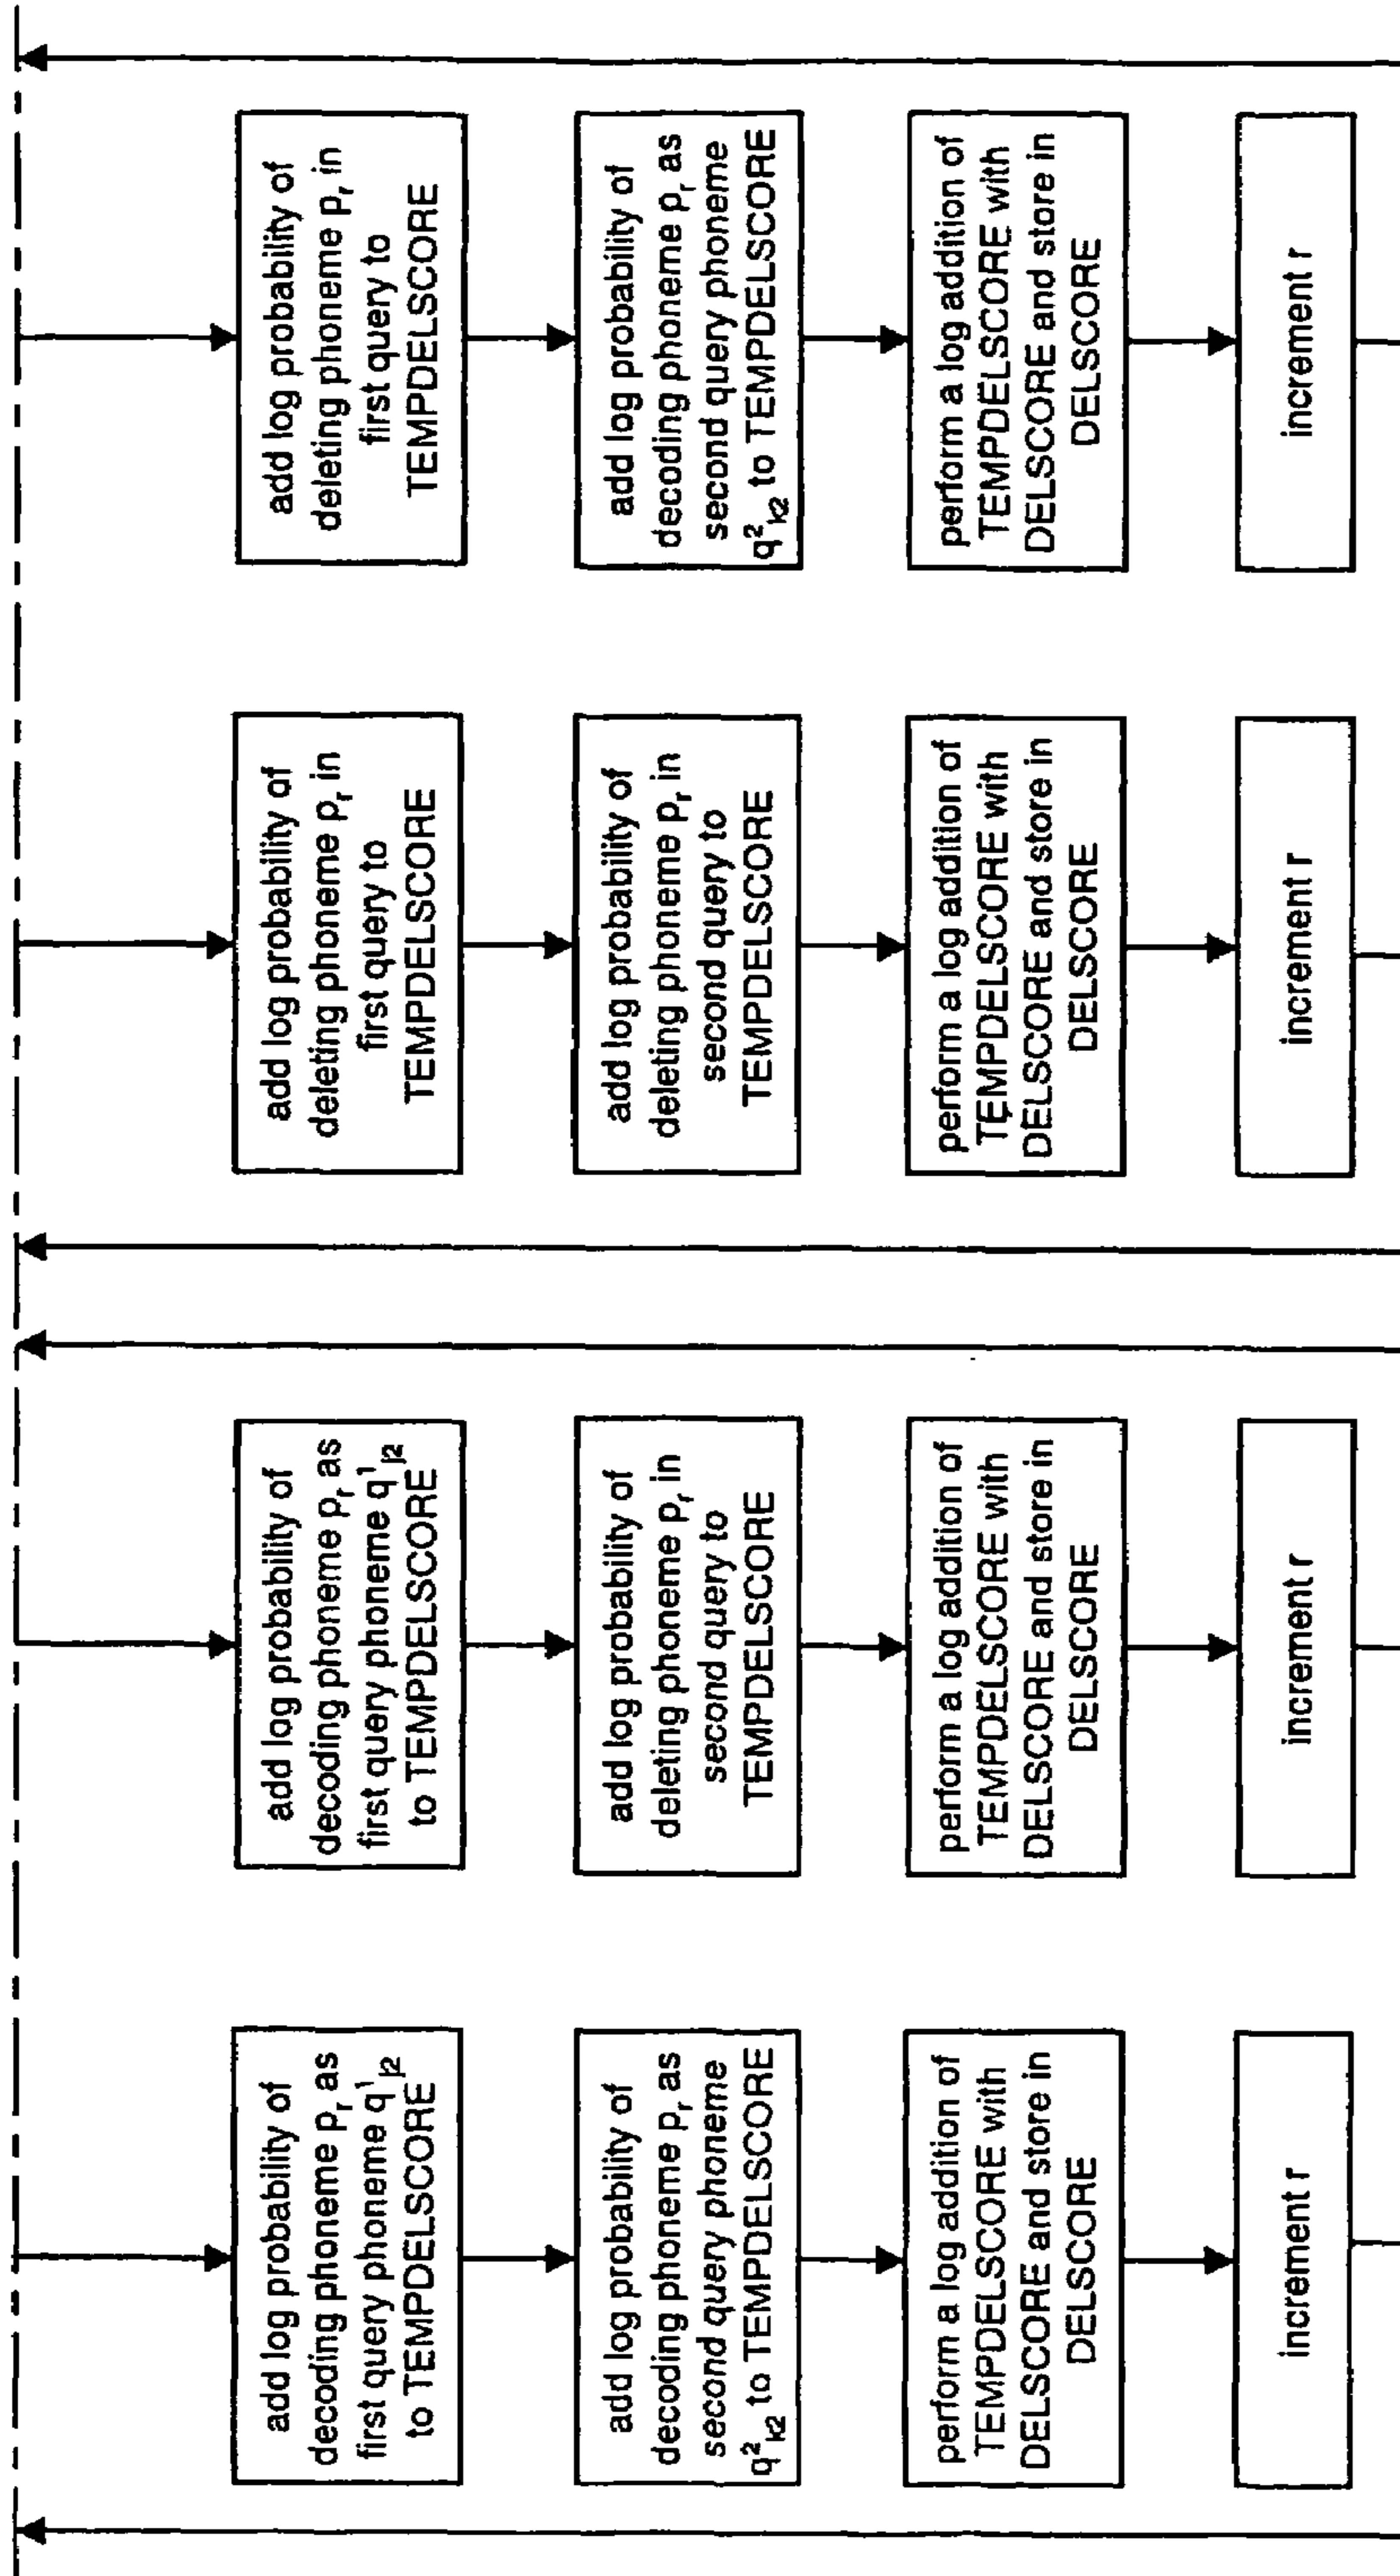 add log probability of
decoding phoneme pᵣ as
first query phoneme q¹ⱼ₂
to TEMPDELSCORE
add log probability of
decoding phoneme pᵣ as
second query phoneme
q²ₖ₂ to TEMPDELSCORE
perform a log addition of
TEMPDELSCORE with
DELSCORE and store in
DELSCORE
increment r
add log probability of
decoding phoneme pᵣ as
first query phoneme q¹ⱼ₂
to TEMPDELSCORE
add log probability of
deleting phoneme pᵣ in
second query to
TEMPDELSCORE
perform a log addition of
TEMPDELSCORE with
DELSCORE and store in
DELSCORE
increment r
add log probability of
deleting phoneme pᵣ in
first query to
TEMPDELSCORE
add log probability of
deleting phoneme pᵣ in
second query to
TEMPDELSCORE
perform a log addition of
TEMPDELSCORE with
DELSCORE and store in
DELSCORE
increment r
add log probability of
deleting phoneme pᵣ in
first query to
TEMPDELSCORE
add log probability of
decoding phoneme pᵣ as
second query phoneme
q²ₖ₂ to TEMPDELSCORE
perform a log addition of
TEMPDELSCORE with
DELSCORE and store in
DELSCORE
increment r